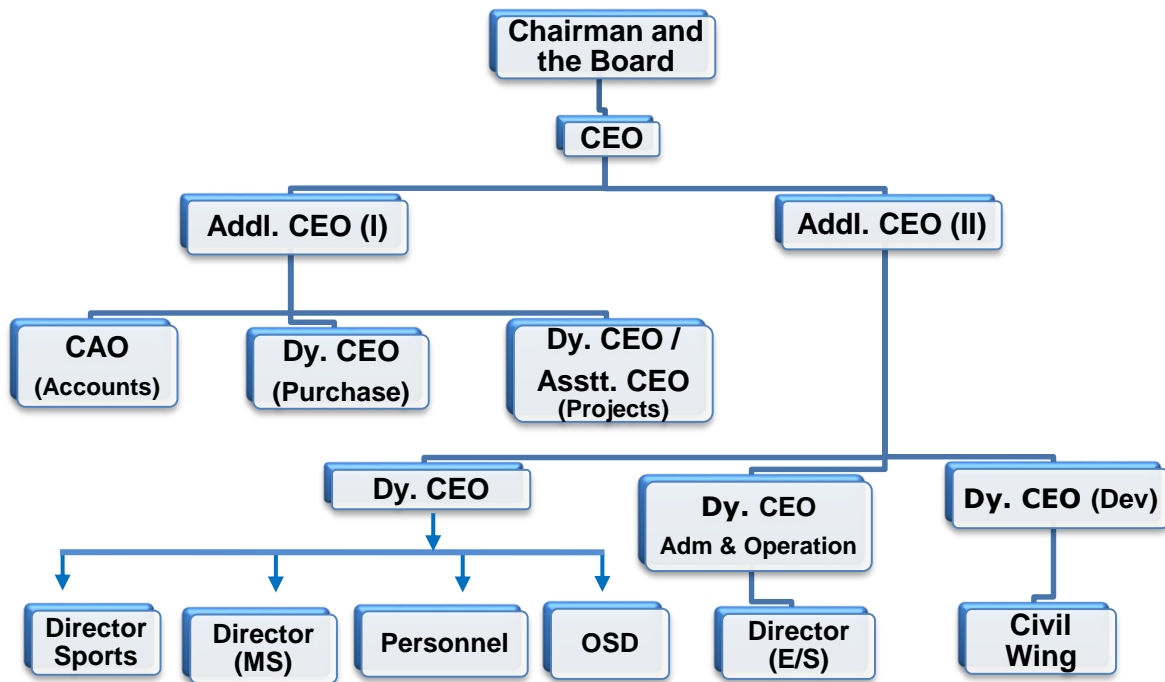 Chairman and
the Board
CEO
Addl. CEO (I)
Addl. CEO (II)
CAO
(Accounts)
Dy. CEO
(Purchase)
Dy. CEO /
Asstt. CEO
(Projects)
Dy. CEO
Dy. CEO
Adm & Operation
Dy. CEO (Dev)
Director
Sports
Director
(MS)
Personnel
OSD
Director
(E/S)
Civil
Wing